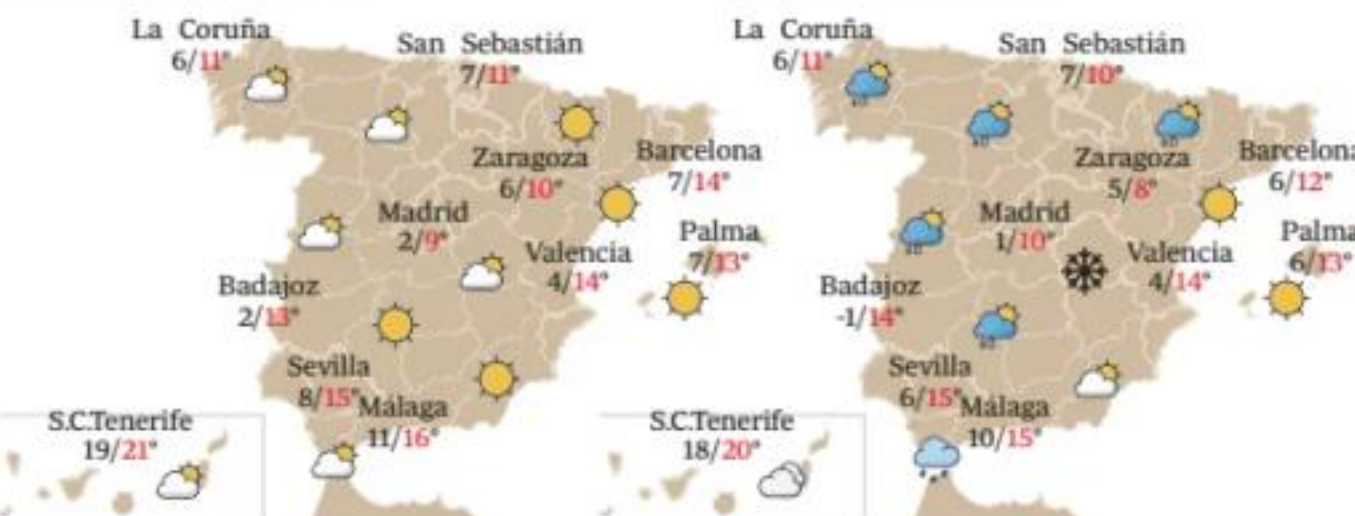 La Coruña
6/11°
San Sebastián
7/11°
Zaragoza
6/10°
Barcelona
7/14°
Madrid
2/9°
Valencia
4/14°
Palma
7/13°
Badajoz
2/13°
Sevilla
8/15°
Málaga
11/16°
S.C.Tenerife
19/21°
La Coruña
6/11°
San Sebastián
7/10°
Zaragoza
5/8°
Barcelona
6/12°
Madrid
1/10°
Valencia
4/14°
Palma
6/13°
Badajoz
-1/14°
Sevilla
6/15°
Málaga
10/15°
S.C.Tenerife
18/20°